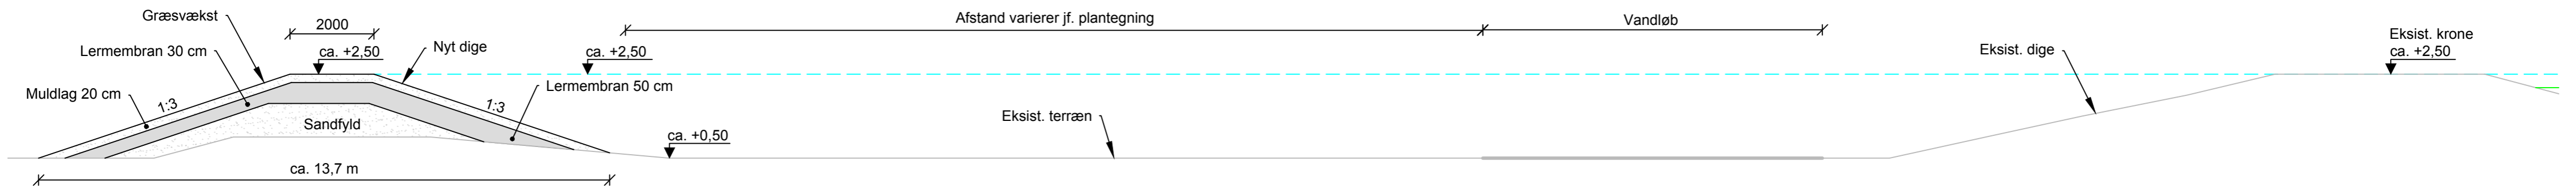 Græsvækst
2000
Afstand varierer jf. plantegning
Vandløb
Lermembran 30 cm
ca. +2,50
Nyt dige
ca. +2,50
Eksist. dige
Eksist. krone
ca. +2,50
Muldlag 20 cm
1:3
1:3
Lermembran 50 cm
Sandfyld
Eksist. terræn
ca. +0,50
ca. 13,7 m